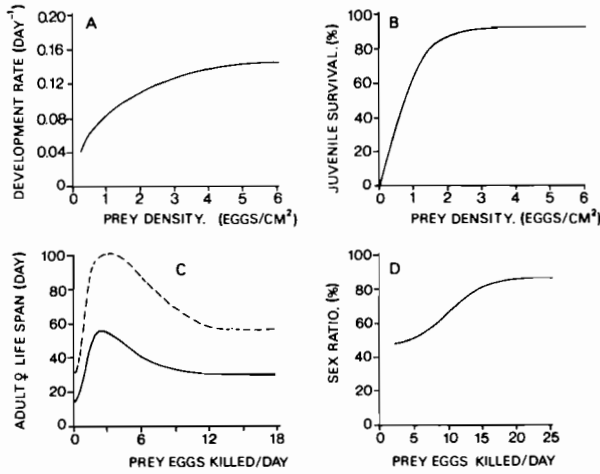 A
DEVELOPMENT RATE (DAY⁻¹)
0.20
0.16
0.12
0.08
0.04
0
0 1 2 3 4 5 6
PREY DENSITY. (EGGS/CM²)
B
JUVENILE SURVIVAL. (%)
100
80
60
40
20
0
0 1 2 3 4 5 6
PREY DENSITY. (EGGS/CM²)
C
ADULT ♀ LIFE SPAN (DAY)
100
80
60
40
20
0
0 6 12 18
PREY EGGS KILLED/DAY
D
SEX RATIO. (%)
100
80
60
40
20
0
0 5 10 15 20 25
PREY EGGS KILLED/DAY